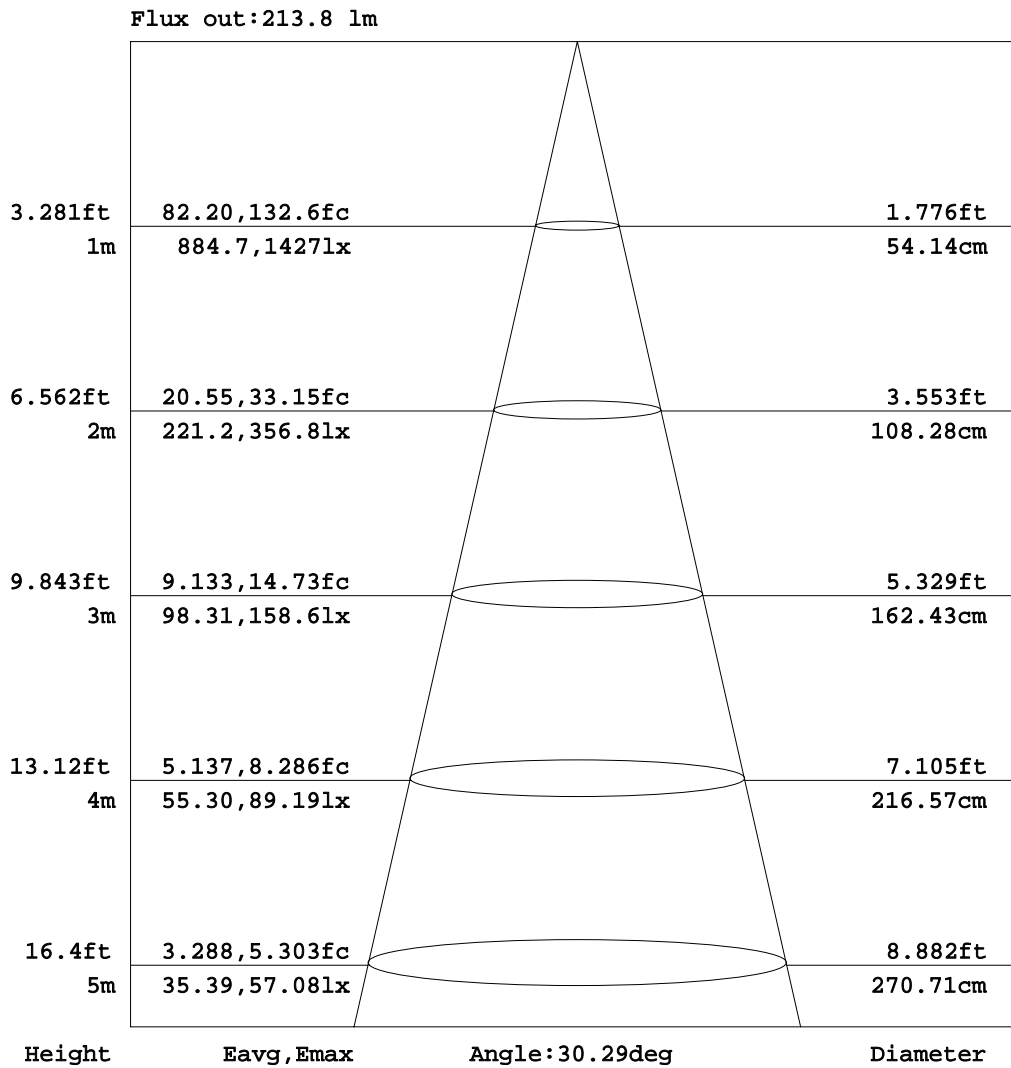 Flux out:213.8 lm
3.281ft 82.20,132.6fc 1.776ft
1m 884.7,1427lx 54.14cm
6.562ft 20.55,33.15fc 3.553ft
2m 221.2,356.8lx 108.28cm
9.843ft 9.133,14.73fc 5.329ft
3m 98.31,158.6lx 162.43cm
13.12ft 5.137,8.286fc 7.105ft
4m 55.30,89.19lx 216.57cm
16.4ft 3.288,5.303fc 8.882ft
5m 35.39,57.08lx 270.71cm
Height Eavg,Emax Angle:30.29deg Diameter